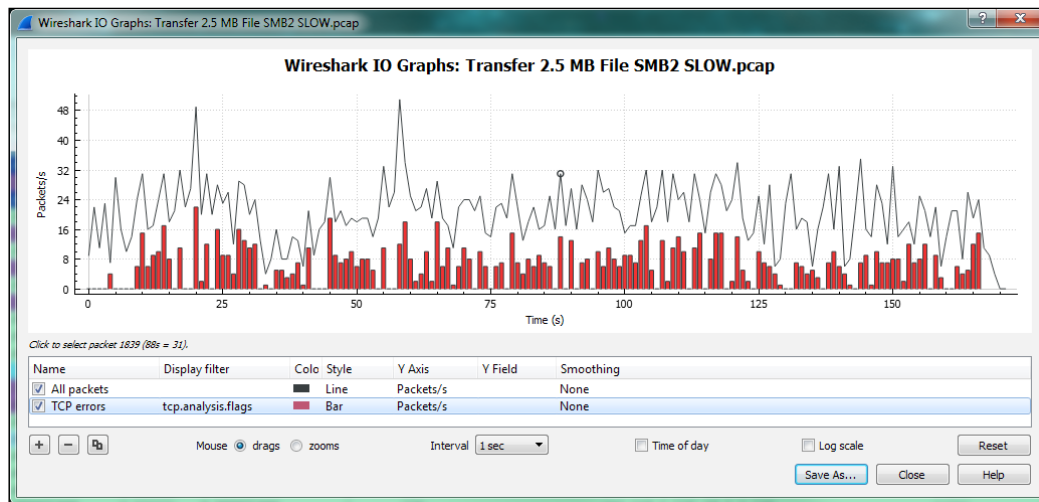 Wireshark IO Graphs: Transfer 2.5 MB File SMB2 SLOW.pcap
? X
Wireshark IO Graphs: Transfer 2.5 MB File SMB2 SLOW.pcap
48
40
32
24
16
8
0
Packets/s
0 25 50 75 100 125 150
Time (s)
Click to select packet 1839 (88s = 31).
Name Display filter Colo Style Y Axis Y Field Smoothing
All packets Line Packets/s None
TCP errors tcp.analysis.flags Bar Packets/s None
+ − Mouse drags zooms Interval 1 sec Time of day Log scale Reset
Save As... Close Help